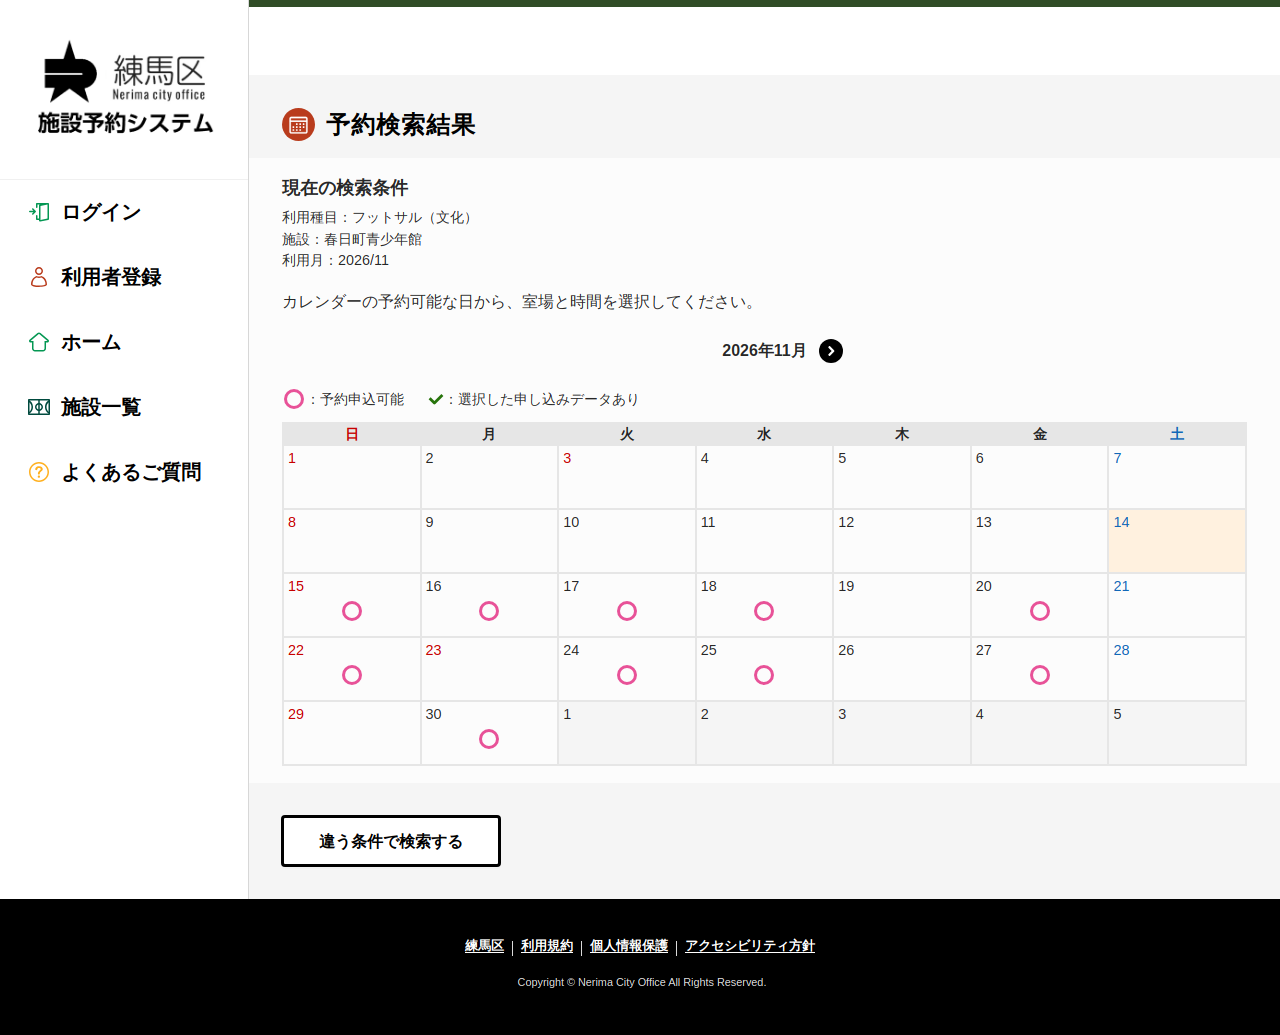 練馬区
Nerima city office
施設予約システム
ログイン
利用者登録
ホーム
施設一覧
よくあるご質問
予約検索結果
現在の検索条件
利用種目：フットサル（文化）
施設：春日町青少年館
利用月：2026/11
カレンダーの予約可能な日から、室場と時間を選択してください。
2026年11月
：予約申込可能 ：選択した申し込みデータあり
日 月 火 水 木 金 土
1 2 3 4 5 6 7
8 9 10 11 12 13 14
15 16 17 18 19 20 21
22 23 24 25 26 27 28
29 30 1 2 3 4 5
違う条件で検索する
練馬区 利用規約 個人情報保護 アクセシビリティ方針
Copyright © Nerima City Office All Rights Reserved.